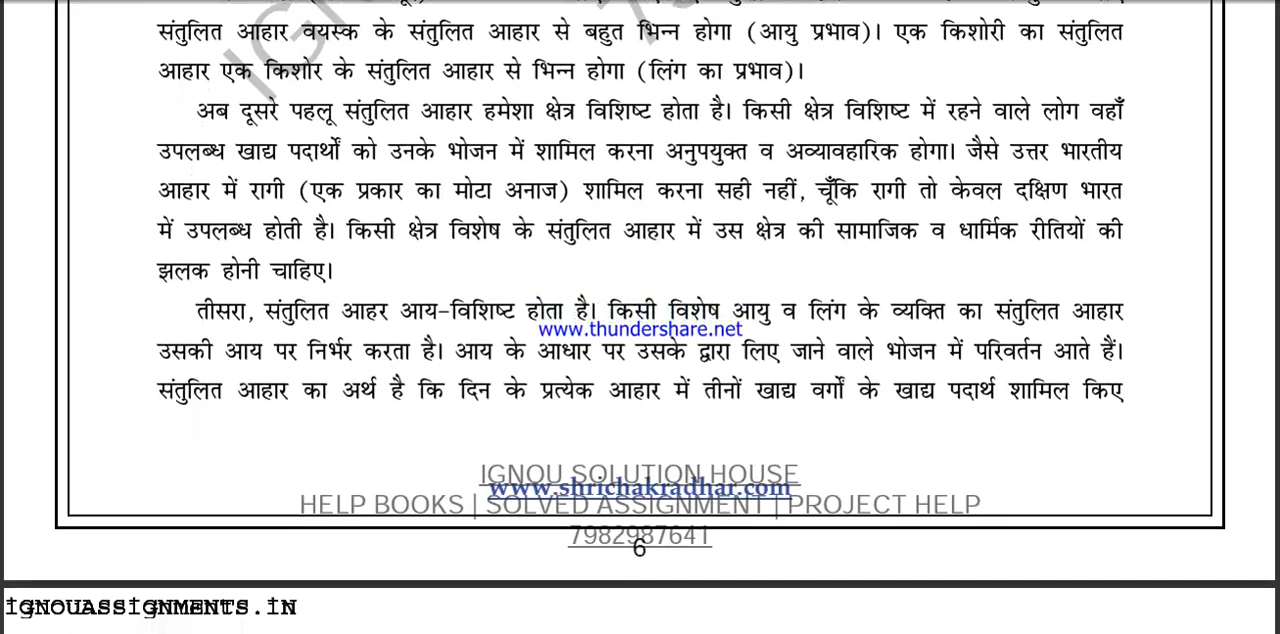 संतुलित आहार वयस्क के संतुलित आहार से बहुत भिन्न होगा (आयु प्रभाव)। एक किशोरी का संतुलित
आहार एक किशोर के संतुलित आहार से भिन्न होगा (लिंग का प्रभाव)।
अब दूसरे पहलू संतुलित आहार हमेशा क्षेत्र विशिष्ट होता है। किसी क्षेत्र विशिष्ट में रहने वाले लोग वहाँ
उपलब्ध खाद्य पदार्थों को उनके भोजन में शामिल करना अनुपयुक्त व अव्यावहारिक होगा। जैसे उत्तर भारतीय
आहार में रागी (एक प्रकार का मोटा अनाज) शामिल करना सही नहीं, चूँकि रागी तो केवल दक्षिण भारत
में उपलब्ध होती है। किसी क्षेत्र विशेष के संतुलित आहार में उस क्षेत्र की सामाजिक व धार्मिक रीतियों की
झलक होनी चाहिए।
तीसरा, संतुलित आहर आय-विशिष्ट होता है। किसी विशेष आयु व लिंग के व्यक्ति का संतुलित आहार
www.thundershare.net
उसकी आय पर निर्भर करता है। आय के आधार पर उसके द्वारा लिए जाने वाले भोजन में परिवर्तन आते हैं।
संतुलित आहार का अर्थ है कि दिन के प्रत्येक आहार में तीनों खाद्य वर्गों के खाद्य पदार्थ शामिल किए
IGNOU SOLUTION HOUSE
www.shrichakradhar.com
HELP BOOKS | SOLVED ASSIGNMENT | PROJECT HELP
7982987641
6
IGNOUASSIGNMENTS.IN